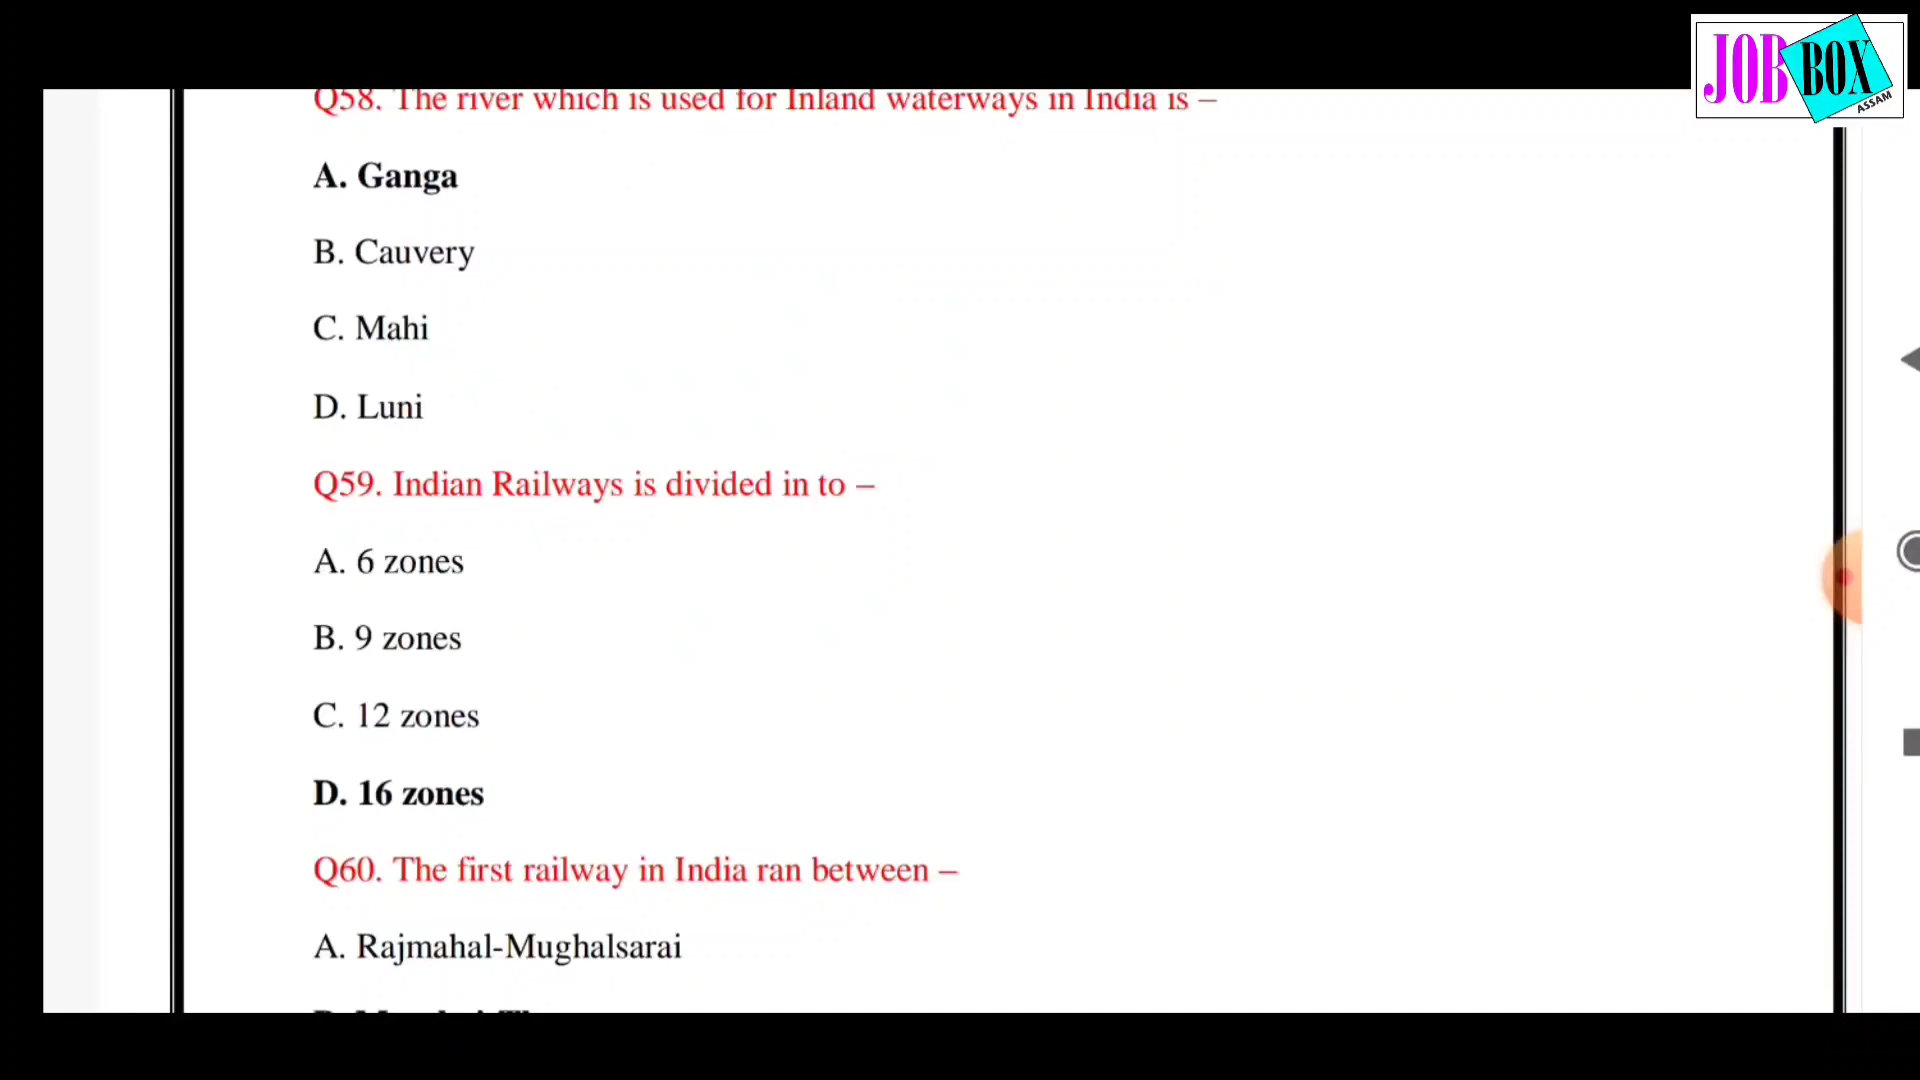 JOB BOX
ASSAM
Q58. The river which is used for Inland waterways in India is –
A. Ganga
B. Cauvery
C. Mahi
D. Luni
Q59. Indian Railways is divided in to –
A. 6 zones
B. 9 zones
C. 12 zones
D. 16 zones
Q60. The first railway in India ran between –
A. Rajmahal-Mughalsarai